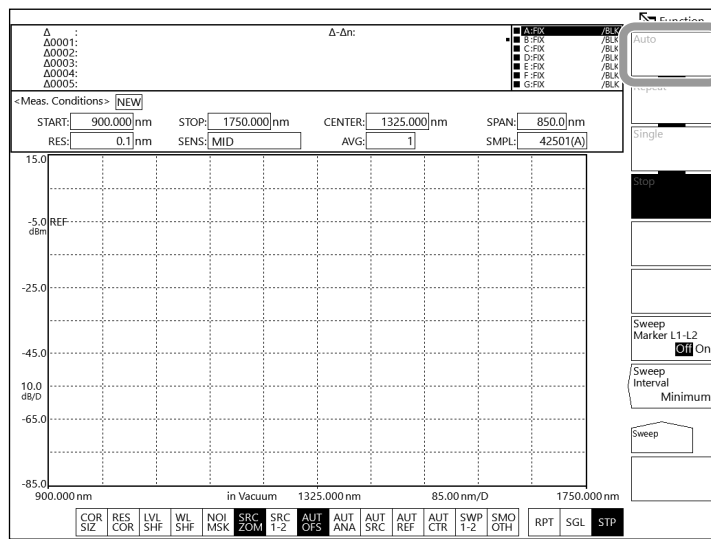 Function
Δ :
Δ-Δn:
Δ0001:
Δ0002:
Δ0003:
Δ0004:
Δ0005:
A:FIX /BLK
B:FIX /BLK
C:FIX /BLK
D:FIX /BLK
E:FIX /BLK
F:FIX /BLK
G:FIX /BLK
<Meas. Conditions> NEW
START: 900.000 nm STOP: 1750.000 nm CENTER: 1325.000 nm SPAN: 850.0 nm
RES: 0.1 nm SENS: MID AVG: 1 SMPL: 42501(A)
15.0
-5.0 REF
dBm
-25.0
-45.0
10.0
dB/D
-65.0
-85.0
900.000 nm in Vacuum 1325.000 nm 85.00 nm/D 1750.000 nm
COR SIZ
RES COR
LVL SHF
WL SHF
NOI MSK
SRC ZOM
SRC 1-2
AUT OFS
AUT ANA
AUT SRC
AUT REF
AUT CTR
SWP 1-2
SMO OTH
RPT
SGL
STP
Auto
Repeat
Single
Stop
Sweep
Marker L1-L2
Off On
Sweep
Interval
Minimum
Sweep